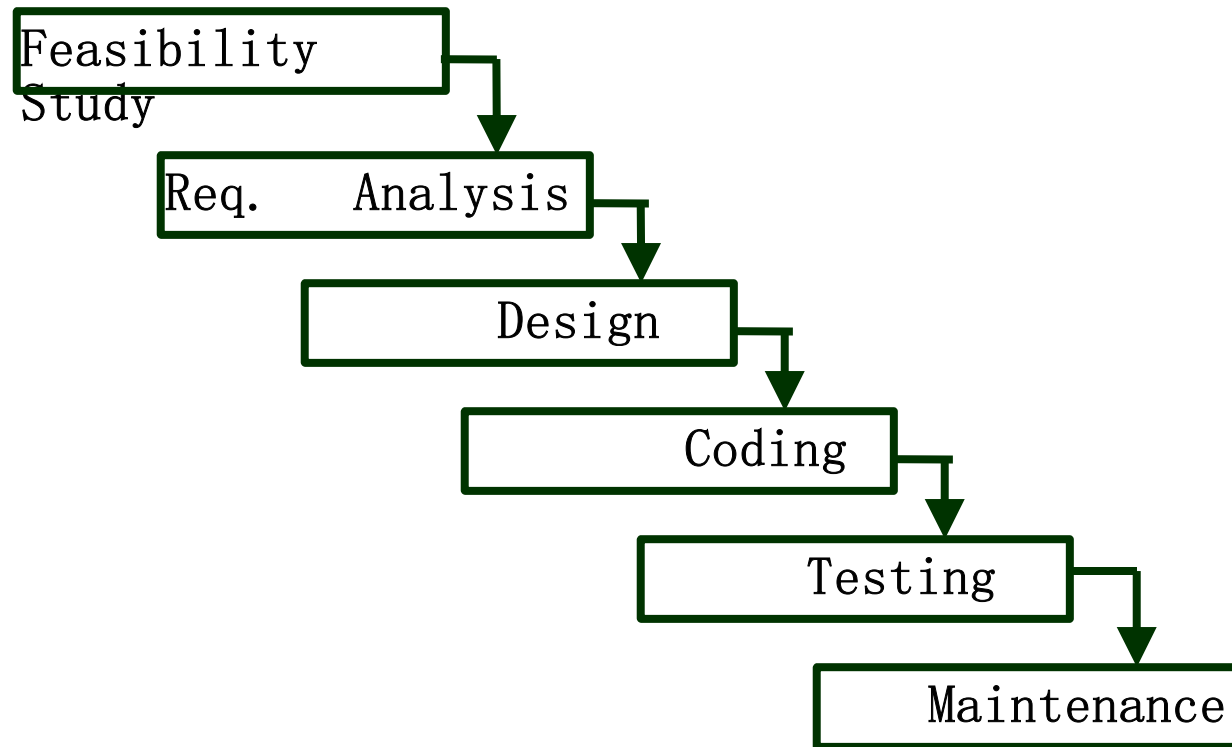 Feasibility
Study
Req. Analysis
Design
Coding
Testing
Maintenance